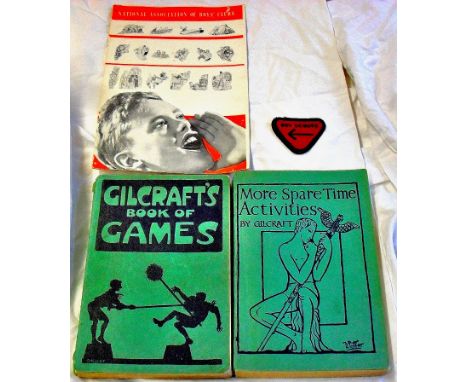 NATIONAL ASSOCIATION OF BOYS' CLUBS
GILCRAFT'S
BOOK OF
GAMES
More Spare Time
Activities
BY GILCRAFT